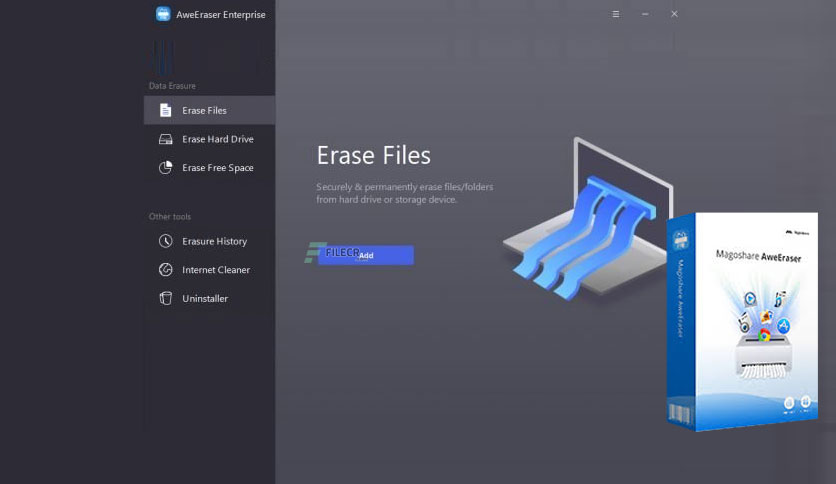 AweEraser Enterprise
Data Erasure
Erase Files
Erase Hard Drive
Erase Free Space
Other tools
Erasure History
Internet Cleaner
Uninstaller
Erase Files
Securely & permanently erase files/folders
from hard drive or storage device.
FILECR
Add
Magoshare
Magoshare AweEraser
Magoshare AweEraser